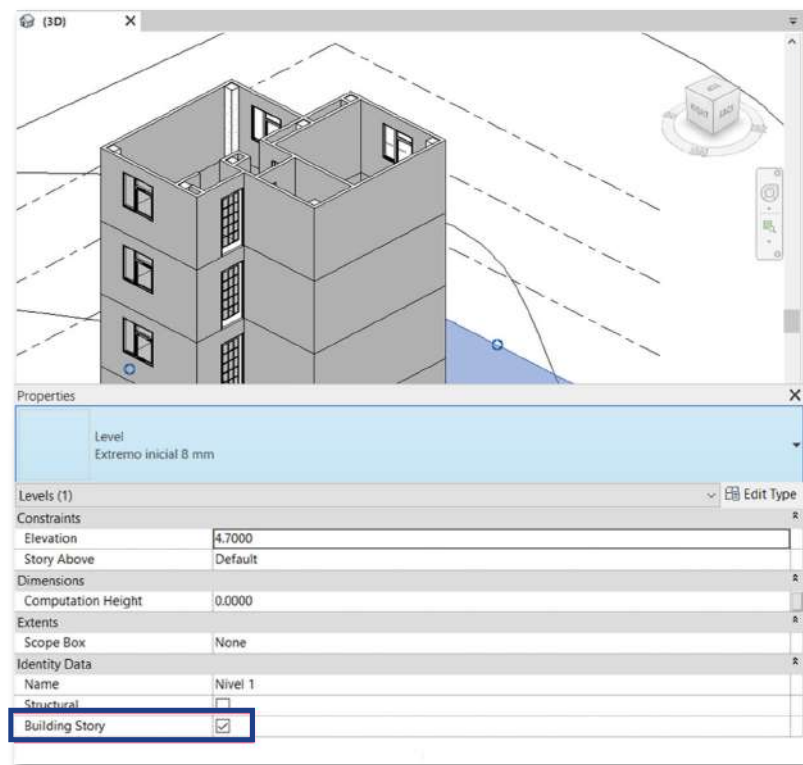 (3D)
Properties
Level
Extremo inicial 8 mm
Levels (1)
Edit Type
Constraints
Elevation 4.7000
Story Above Default
Dimensions
Computation Height 0.0000
Extents
Scope Box None
Identity Data
Name Nivel 1
Structural
Building Story